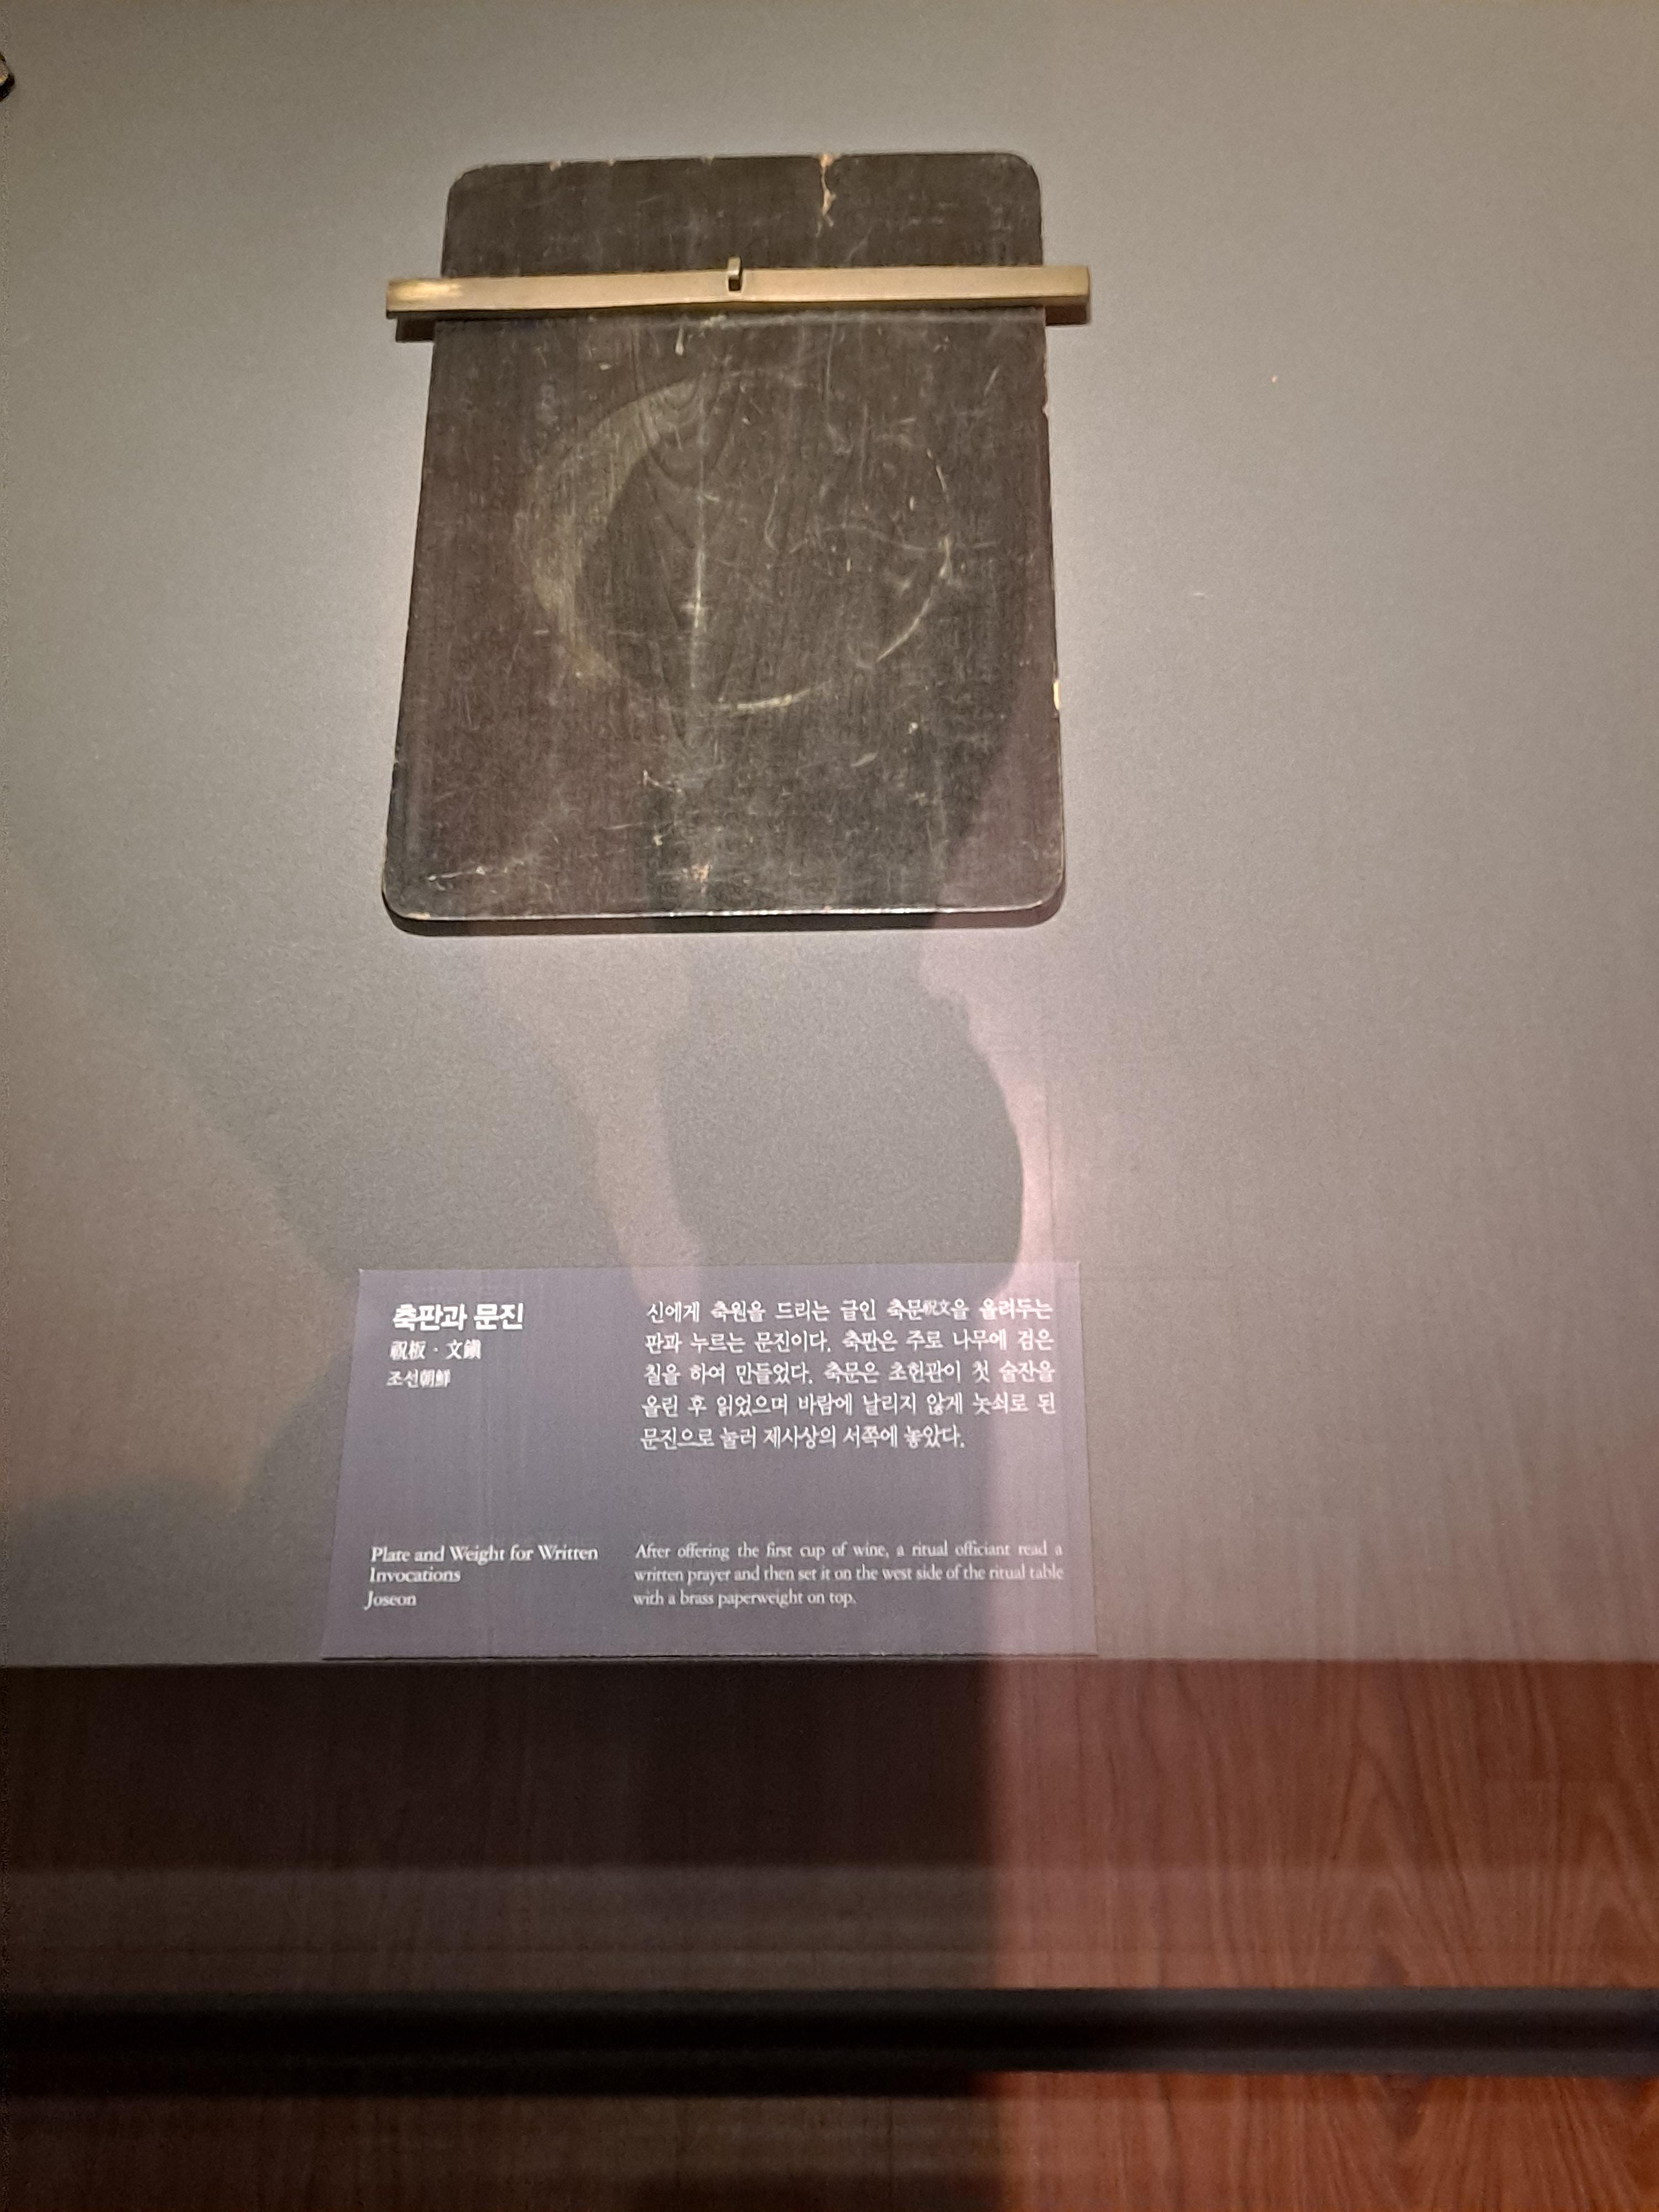 축판과 문진
祝板 · 文鎭
조선朝鮮
신에게 축원을 드리는 글인 축문祝文을 올려두는
판과 누르는 문진이다. 축판은 주로 나무에 검은
칠을 하여 만들었다. 축문은 초헌관이 첫 술잔을
올린 후 읽었으며 바람에 날리지 않게 놋쇠로 된
문진으로 눌러 제사상의 서쪽에 놓았다.
Plate and Weight for Written
Invocations
Joseon
After offering the first cup of wine, a ritual officiant read a
written prayer and then set it on the west side of the ritual table
with a brass paperweight on top.